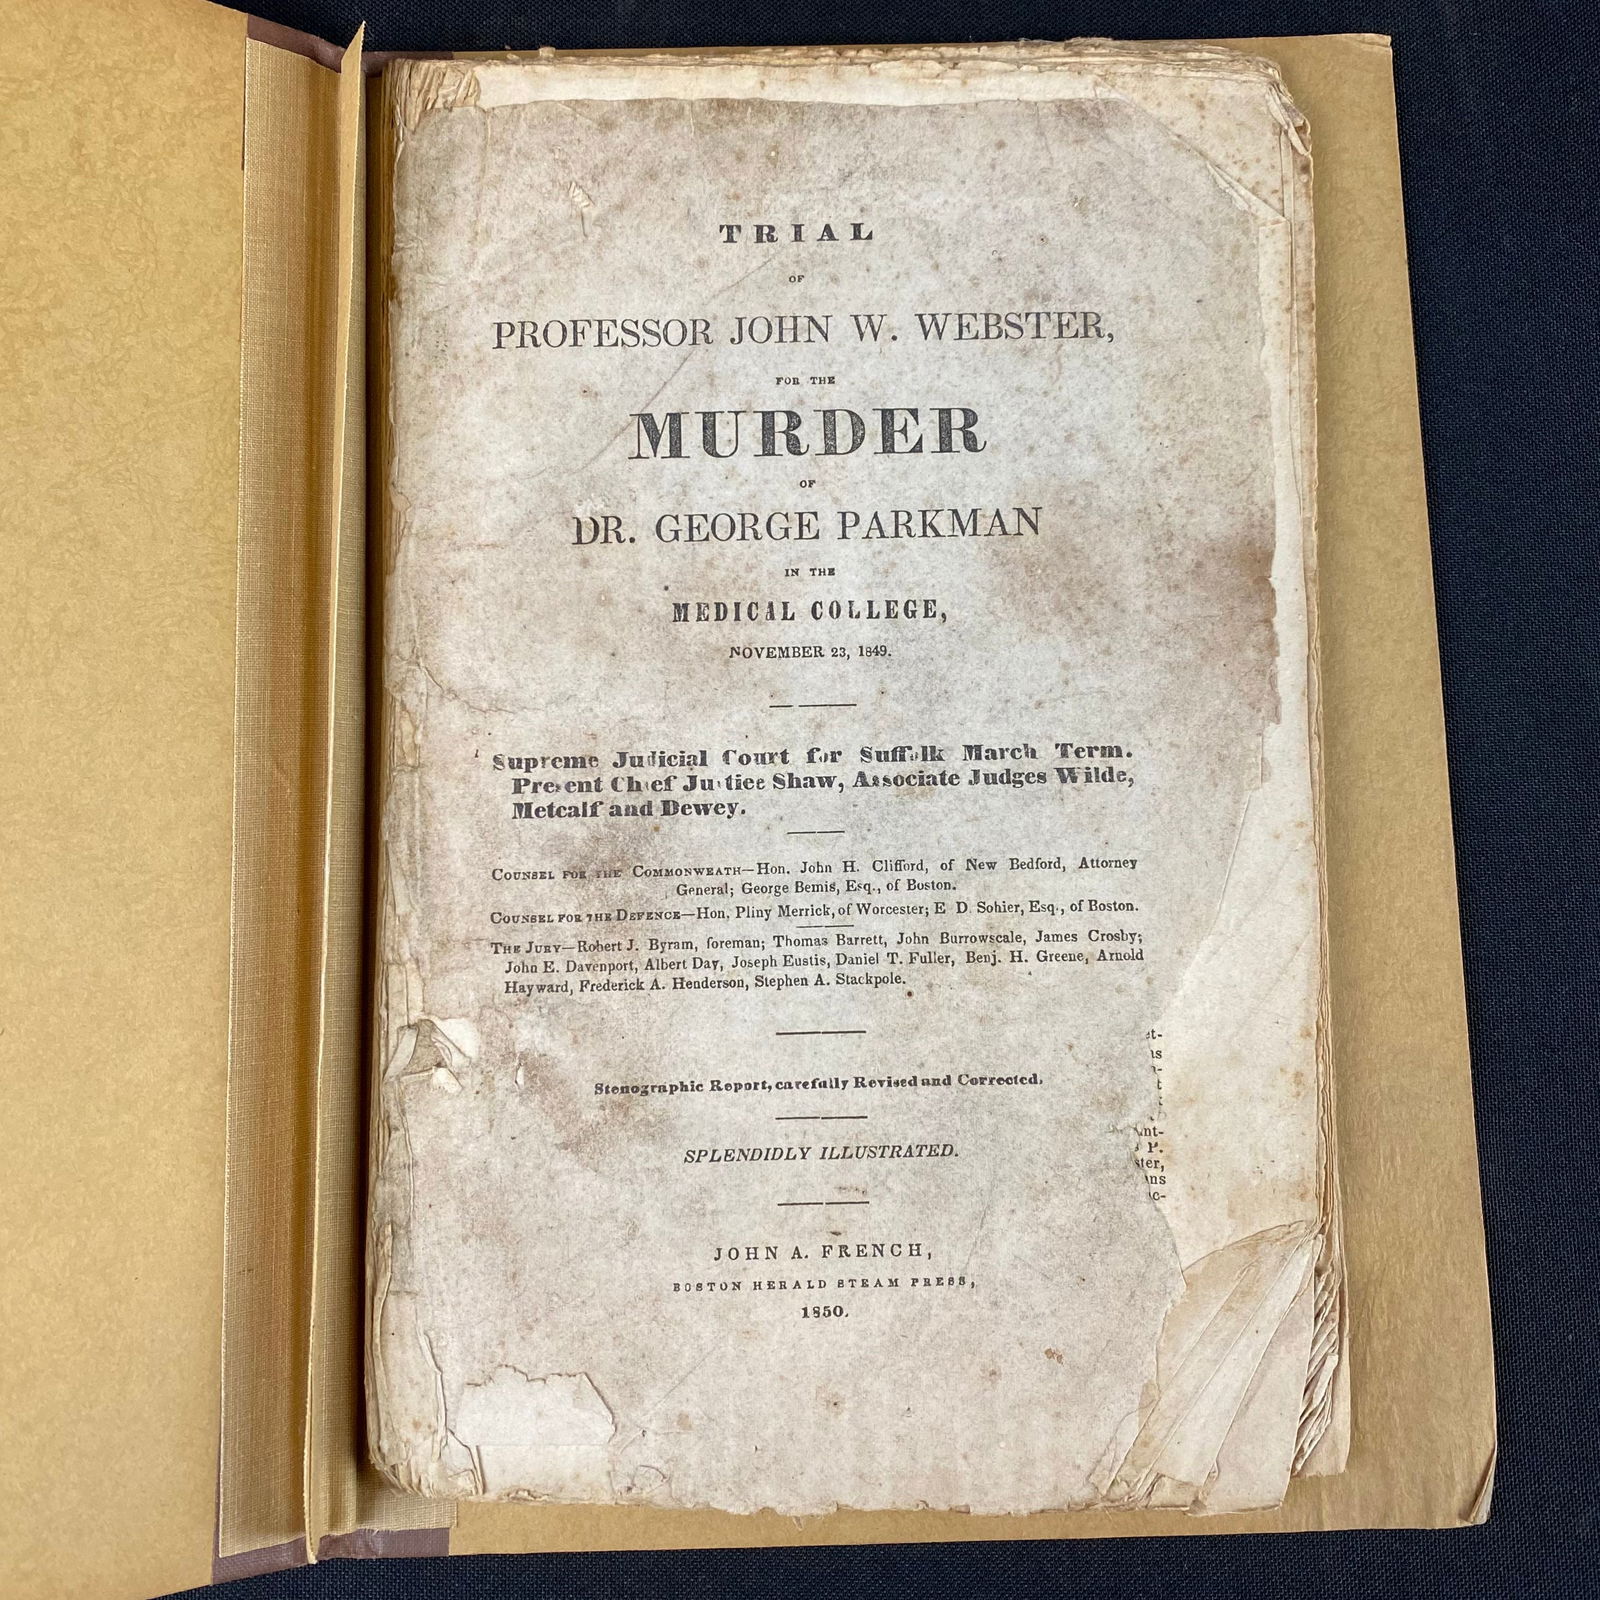 TRIAL
OF
PROFESSOR JOHN W. WEBSTER,
FOR THE
MURDER
OF
DR. GEORGE PARKMAN
IN THE
MEDICAL COLLEGE,
NOVEMBER 23, 1849.
Supreme Judicial Court for Suffolk March Term.
Present Chief Justice Shaw, Associate Judges Wilde,
Metcalf and Dewey.
COUNSEL FOR THE COMMONWEATH—Hon. John H. Clifford, of New Bedford, Attorney
General; George Bemis, Esq., of Boston.
COUNSEL FOR THE DEFENCE—Hon. Pliny Merrick, of Worcester; E D Sohier, Esq., of Boston.
THE JURY—Robert J. Byram, foreman; Thomas Barrett, John Burrowscale, James Crosby;
John E. Davenport, Albert Day, Joseph Eustis, Daniel T. Fuller, Benj. H. Greene, Arnold
Hayward, Frederick A. Henderson, Stephen A. Stackpole.
Stenographic Report, carefully Revised and Corrected.
SPLENDIDLY ILLUSTRATED.
JOHN A. FRENCH,
BOSTON HERALD STEAM PRESS,
1850.